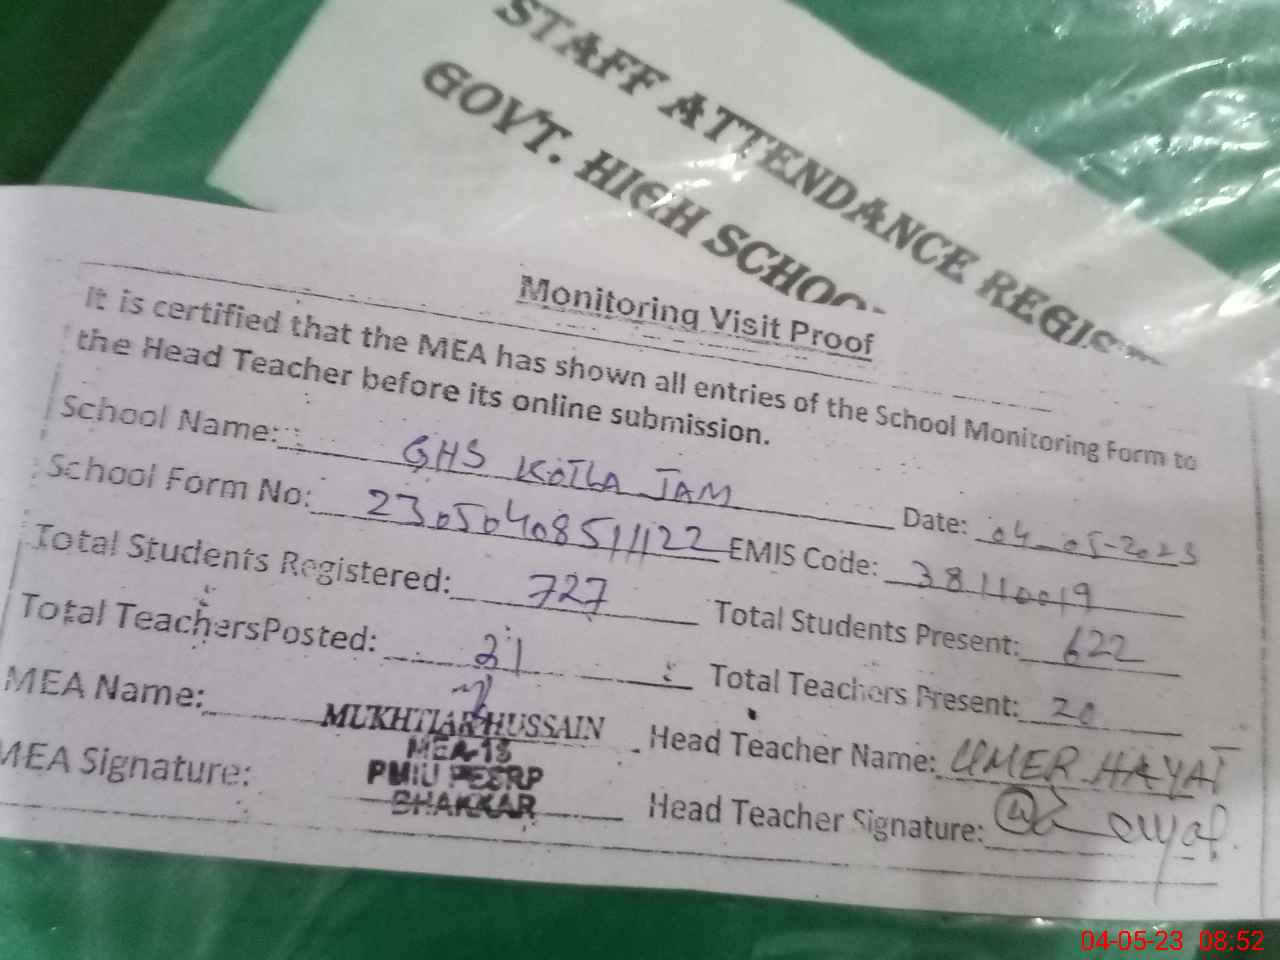 STAFF ATTENDANCE
GOVT. HIGH
Monitoring Visit Proof
It is certified that the MEA has shown all entries of the School Monitoring Form to
the Head Teacher before its online submission.
School Name: GHS KOTLA JAM Date: 04-05-2023
School Form No: EMIS Code: 38110019
Total Students Registered: 727 Total Students Present: 622
Total TeachersPosted: 21 Total Teachers Present: 20
MEA Name: MUKHTIAR HUSSAIN Head Teacher Name: UMER HAYAT
MEA-13
PMIU PESRP
BHAKKAR
MEA Signature: Head Teacher Signature:
04-05-23 08:52